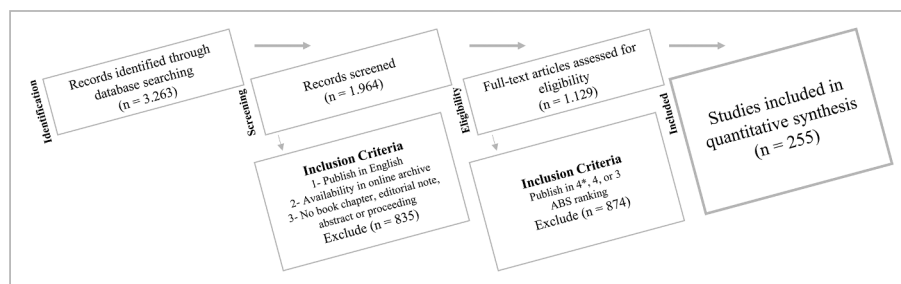 Identification
Records identified through
database searching
(n = 3.263)
Screening
Records screened
(n = 1.964)
Inclusion Criteria
1- Publish in English
2- Availability in online archive
3- No book chapter, editorial note,
abstract or proceeding
Exclude (n = 835)
Eligibility
Full-text articles assessed for
eligibility
(n = 1.129)
Inclusion Criteria
Publish in 4*, 4, or 3
ABS ranking
Exclude (n = 874)
Included
Studies included in
quantitative synthesis
(n = 255)